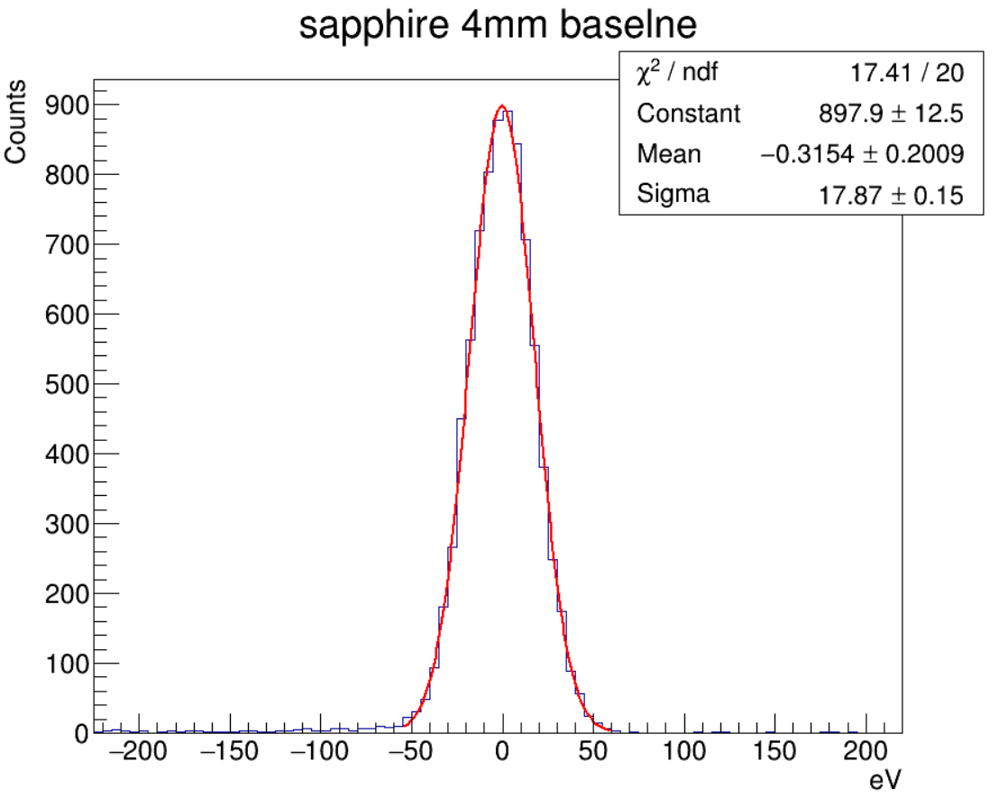 sapphire 4mm baselne
χ² / ndf 17.41 / 20
Constant 897.9 ± 12.5
Mean −0.3154 ± 0.2009
Sigma 17.87 ± 0.15
Counts
900
800
700
600
500
400
300
200
100
0
−200 −150 −100 −50 0 50 100 150 200
eV